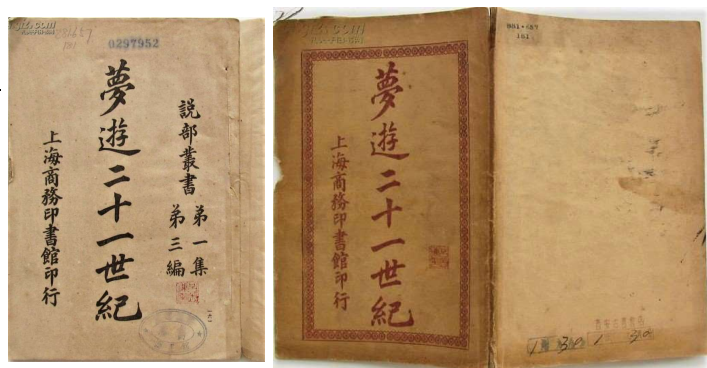 0297952
説部叢書
第一集
第三編
夢遊二十一世紀
上海商務印書館印行
夢遊二十一世紀
上海商務印書館印行